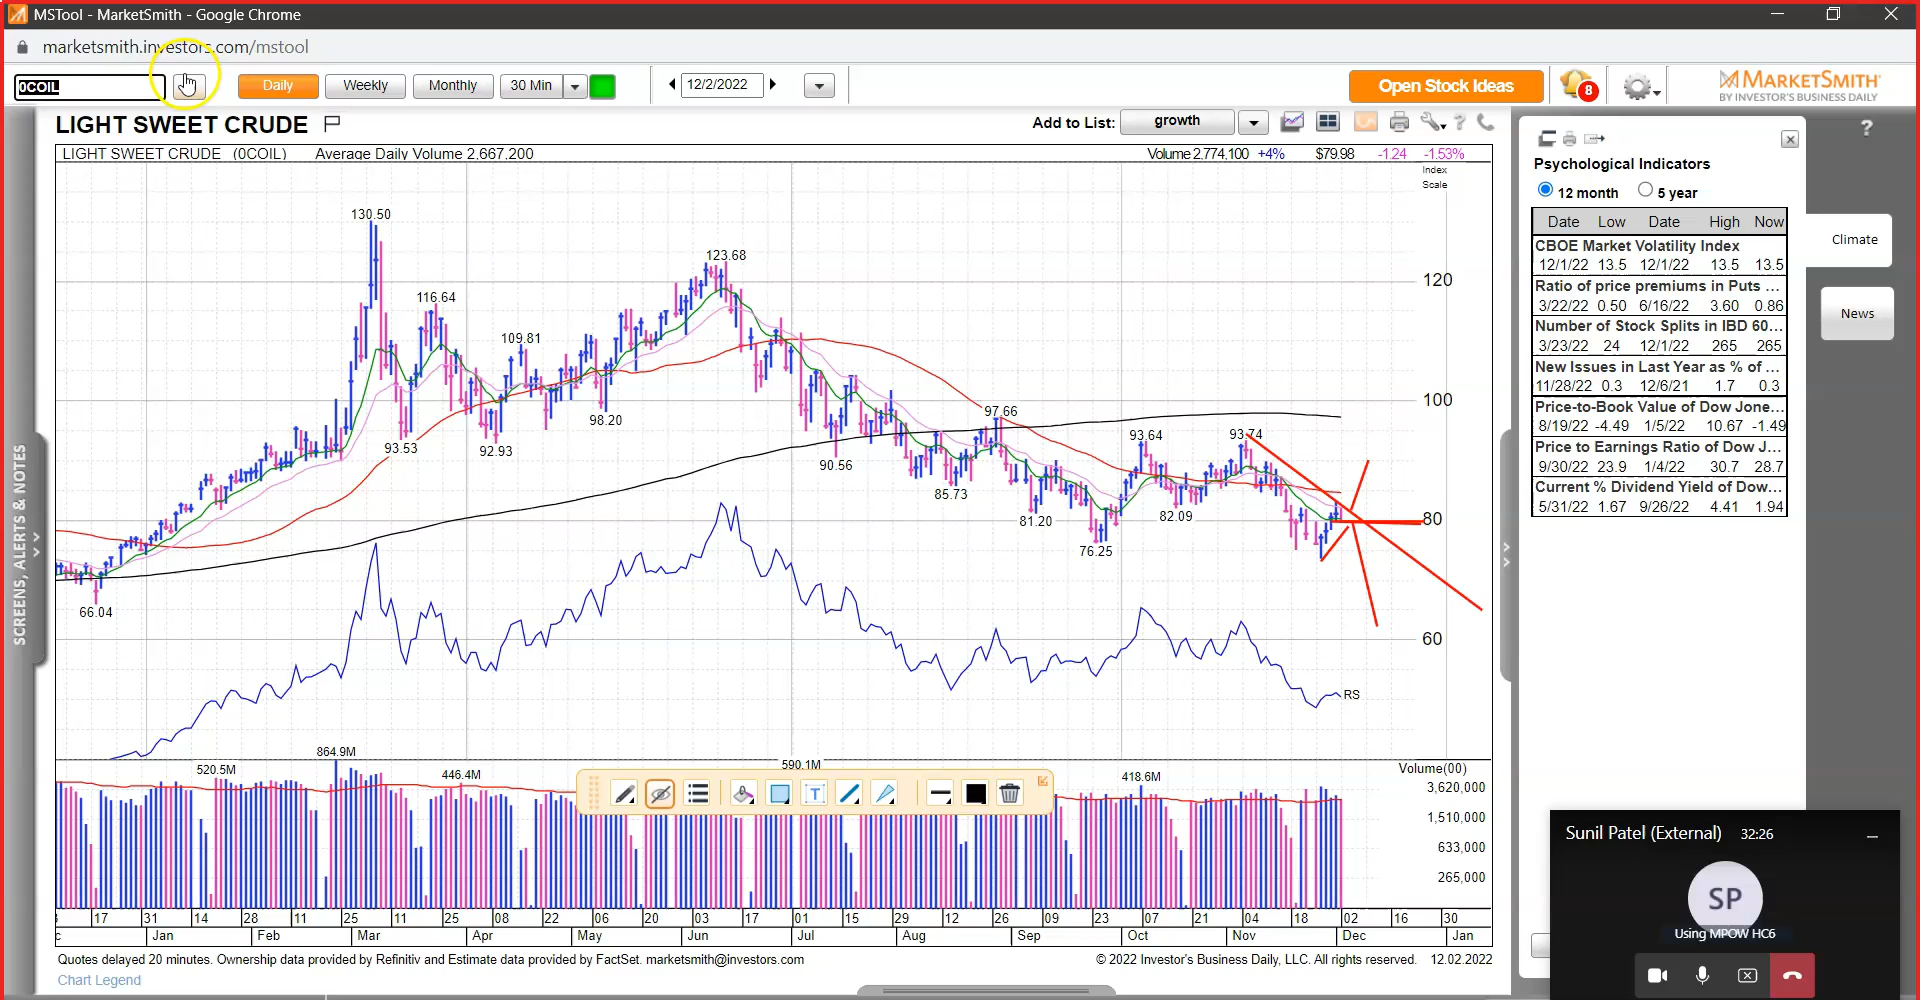 MSTool - MarketSmith - Google Chrome
marketsmith.investors.com/mstool
0COIL
Daily
Weekly
Monthly
30 Min
12/2/2022
Open Stock Ideas
8
MARKETSMITH
BY INVESTOR'S BUSINESS DAILY
LIGHT SWEET CRUDE
Add to List:
growth
?
LIGHT SWEET CRUDE (0COIL) Average Daily Volume 2.667.200
Volume 2.774.100 +4% $79.98 -1.24 -1.53%
Index
Scale
130.50
123.68
120
116.64
109.81
100
97.66
98.20
93.53
92.93
90.56
85.73
81.20
76.25
93.64
82.09
93.74
80
66.04
60
RS
864.9M
520.5M
446.4M
590.1M
418.6M
T
Volume(00)
3,620,000
1,510,000
633,000
265,000
17 31 14 28 11 25 11 25 08 22 06 20 03 17 01 15 29 12 26 09 23 07 21 04 18 02 16 30
c Jan Feb Mar Apr May Jun Jul Aug Sep Oct Nov Dec Jan
Quotes delayed 20 minutes. Ownership data provided by Refinitiv and Estimate data provided by FactSet. marketsmith@investors.com
© 2022 Investor's Business Daily, LLC. All rights reserved. 12.02.2022
Chart Legend
SCREENS, ALERTS & NOTES
Psychological Indicators
12 month 5 year
Date Low Date High Now
CBOE Market Volatility Index
12/1/22 13.5 12/1/22 13.5 13.5
Ratio of price premiums in Puts ...
3/22/22 0.50 6/16/22 3.60 0.86
Number of Stock Splits in IBD 60...
3/23/22 24 12/1/22 265 265
New Issues in Last Year as % of ...
11/28/22 0.3 12/6/21 1.7 0.3
Price-to-Book Value of Dow Jone...
8/19/22 -4.49 1/5/22 10.67 -1.49
Price to Earnings Ratio of Dow J...
9/30/22 23.9 1/4/22 30.7 28.7
Current % Dividend Yield of Dow...
5/31/22 1.67 9/26/22 4.41 1.94
?
Climate
News
Sunil Patel (External) 32:26
SP
Using MPOW HC6